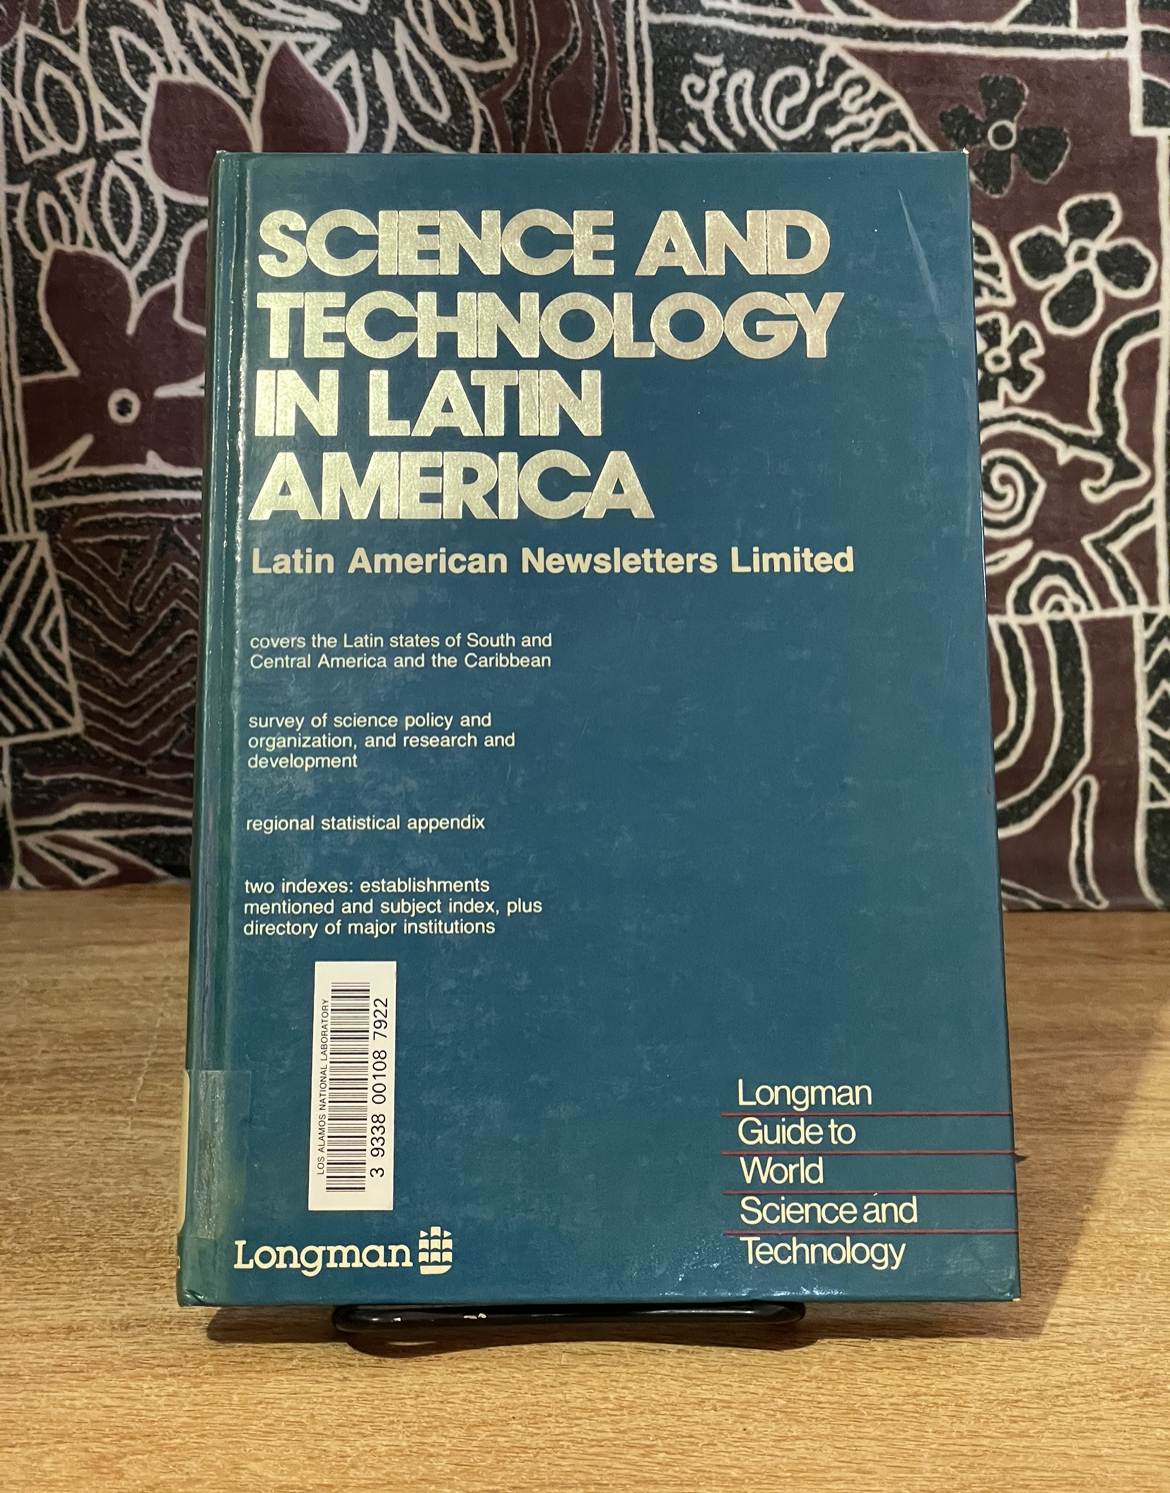 SCIENCE AND
TECHNOLOGY
IN LATIN
AMERICA
Latin American Newsletters Limited
covers the Latin states of South and
Central America and the Caribbean
survey of science policy and
organization, and research and
development
regional statistical appendix
two indexes: establishments
mentioned and subject index, plus
directory of major institutions
LOS ALAMOS NATIONAL LABORATORY
3 9338 00108 7922
Longman
Longman
Guide to
World
Science and
Technology